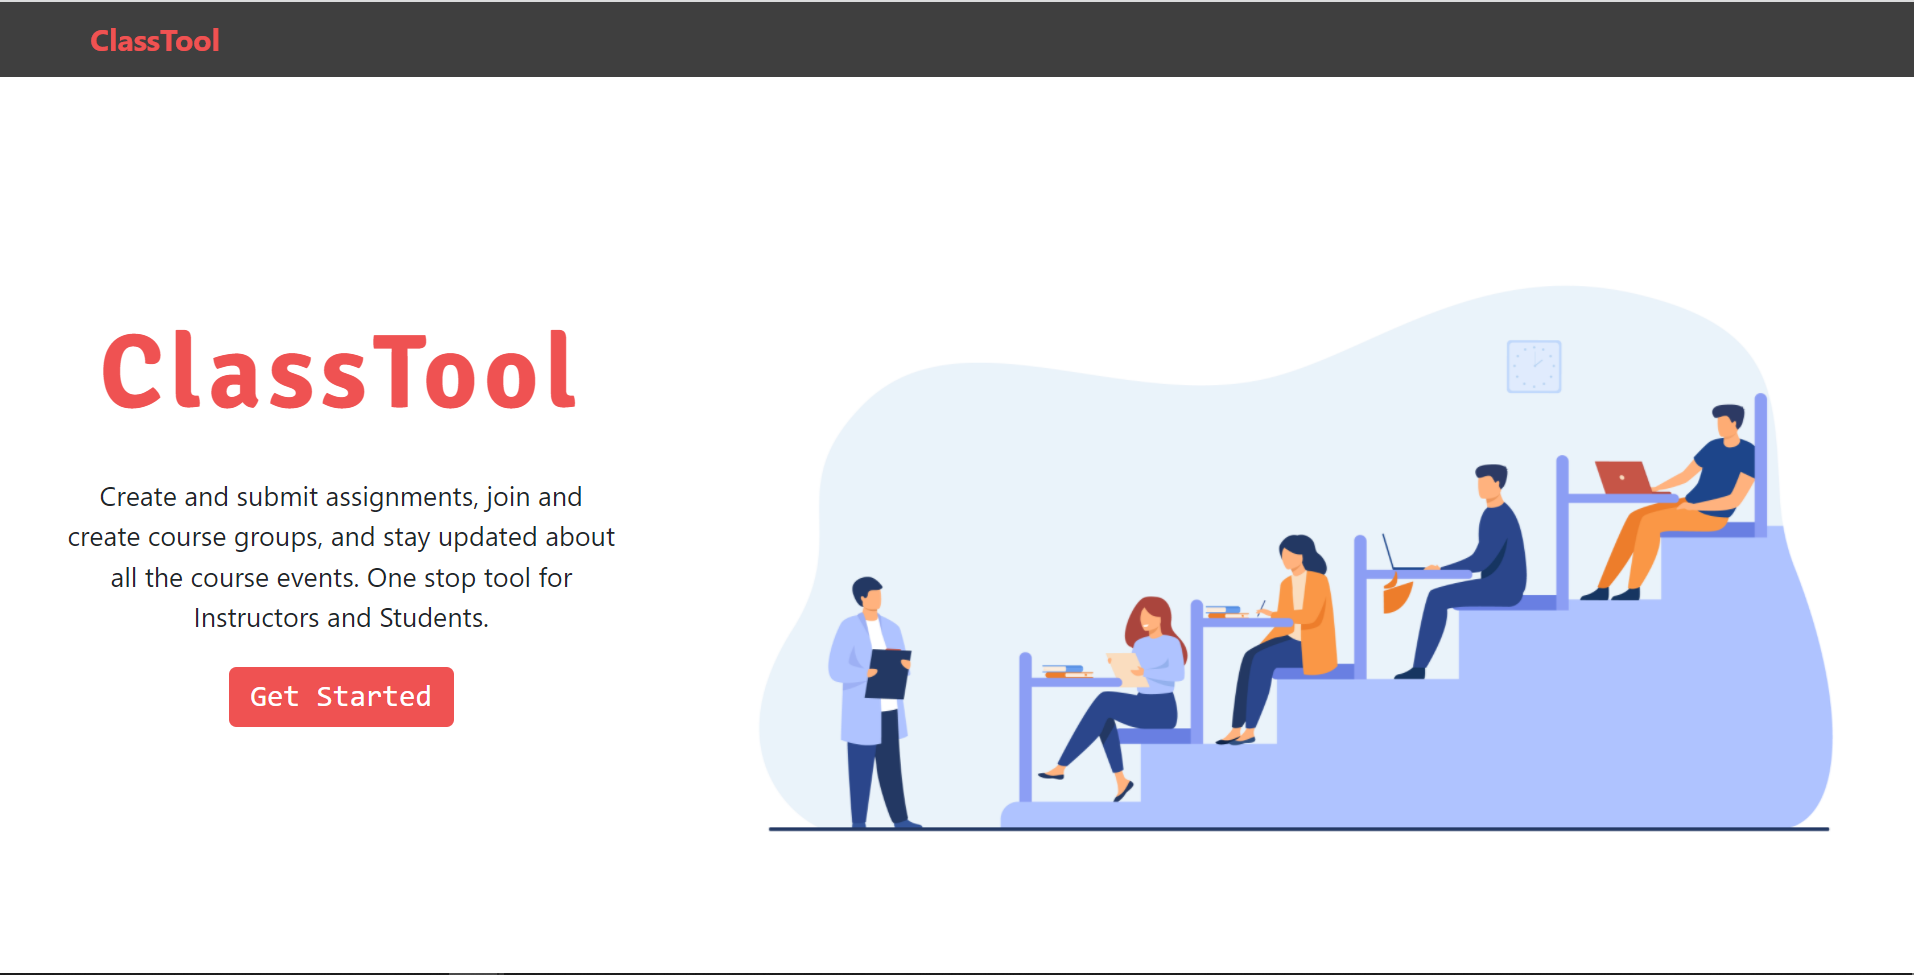 ClassTool
ClassTool
Create and submit assignments, join and
create course groups, and stay updated about
all the course events. One stop tool for
Instructors and Students.
Get Started